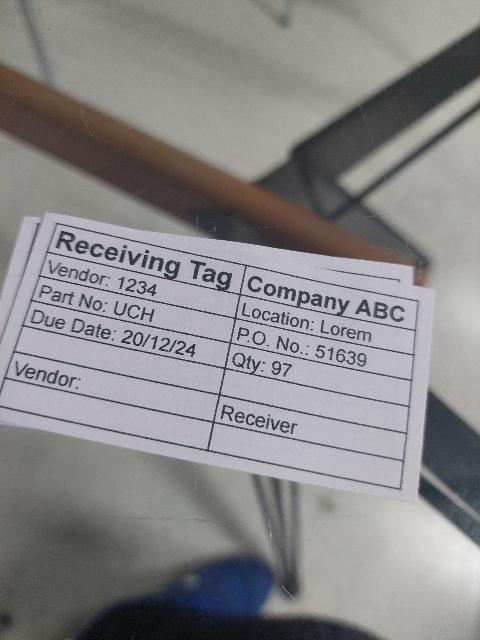 Receiving Tag Company ABC
Vendor: 1234 Location: Lorem
Part No: UCH P.O. No.: 51639
Due Date: 20/12/24 Qty: 97
Vendor: Receiver